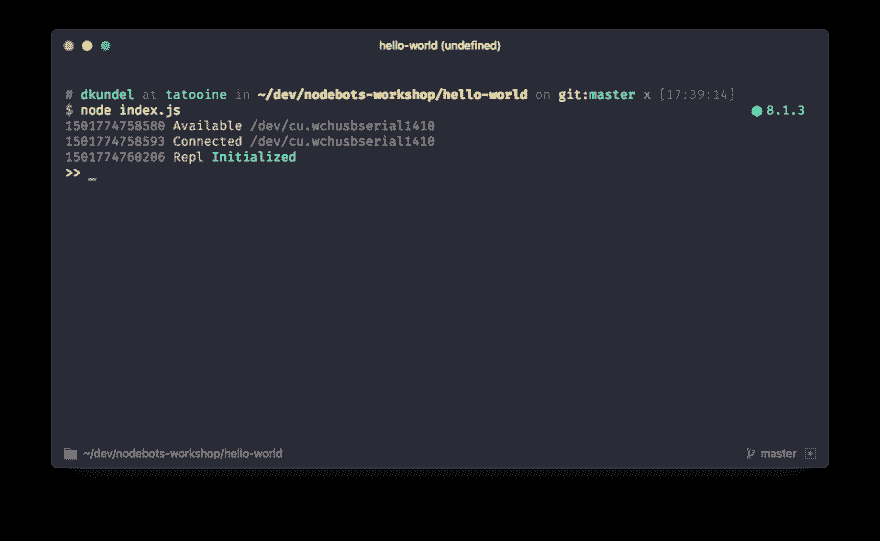 hello-world (undefined)
# dkundel at tatooine in ~/dev/nodebots-workshop/hello-world on git:master x [17:39:14]
$ node index.js 8.1.3
1501774758580 Available /dev/cu.wchusbserial1410
1501774758593 Connected /dev/cu.wchusbserial1410
1501774760206 Repl Initialized
>> _
~/dev/nodebots-workshop/hello-world master